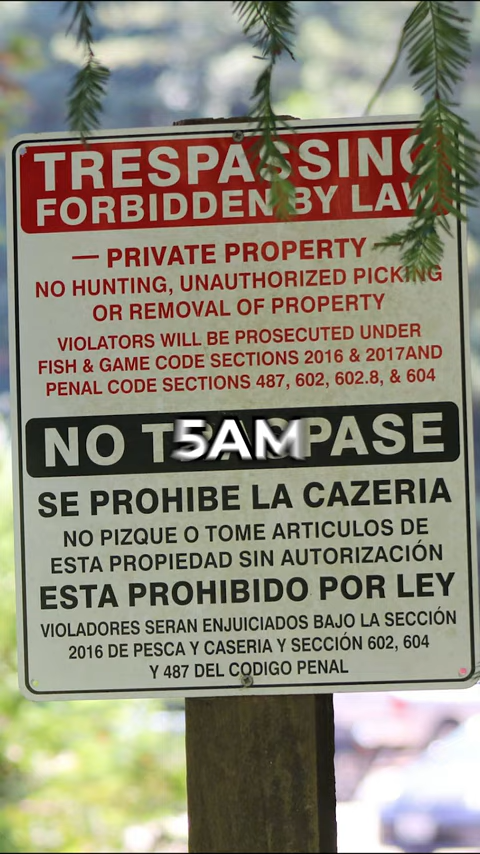 TRESPASSING
FORBIDDEN BY LAW
— PRIVATE PROPERTY -
NO HUNTING, UNAUTHORIZED PICKING
OR REMOVAL OF PROPERTY
VIOLATORS WILL BE PROSECUTED UNDER
FISH & GAME CODE SECTIONS 2016 & 2017AND
PENAL CODE SECTIONS 487, 602, 602.8, & 604
NO TRASPASE
5AM
SE PROHIBE LA CAZERIA
NO PIZQUE O TOME ARTICULOS DE
ESTA PROPIEDAD SIN AUTORIZACIÓN
ESTA PROHIBIDO POR LEY
VIOLADORES SERAN ENJUICIADOS BAJO LA SECCIÓN
2016 DE PESCA Y CASERIA Y SECCIÓN 602, 604
Y 487 DEL CODIGO PENAL